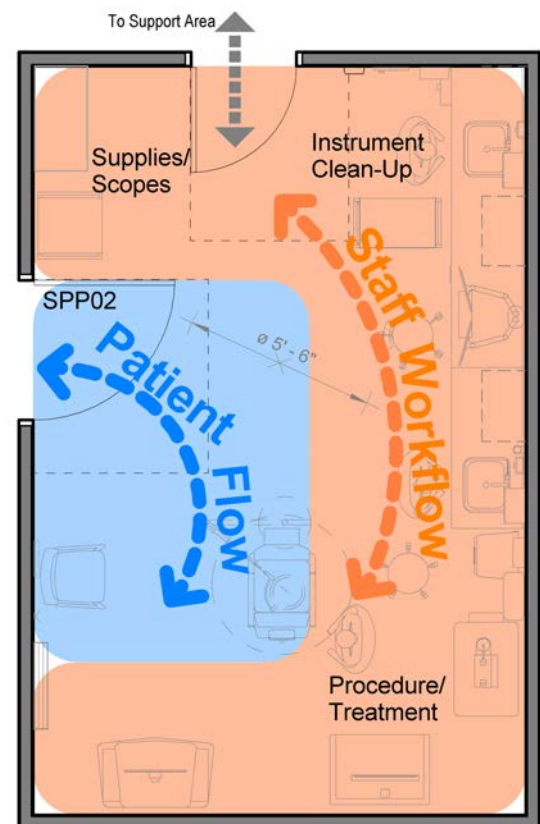 To Support Area
Supplies/
Scopes
Instrument
Clean-Up
SPP02
ø 5' - 6"
Patient
Flow
Staff Workflow
Procedure/
Treatment